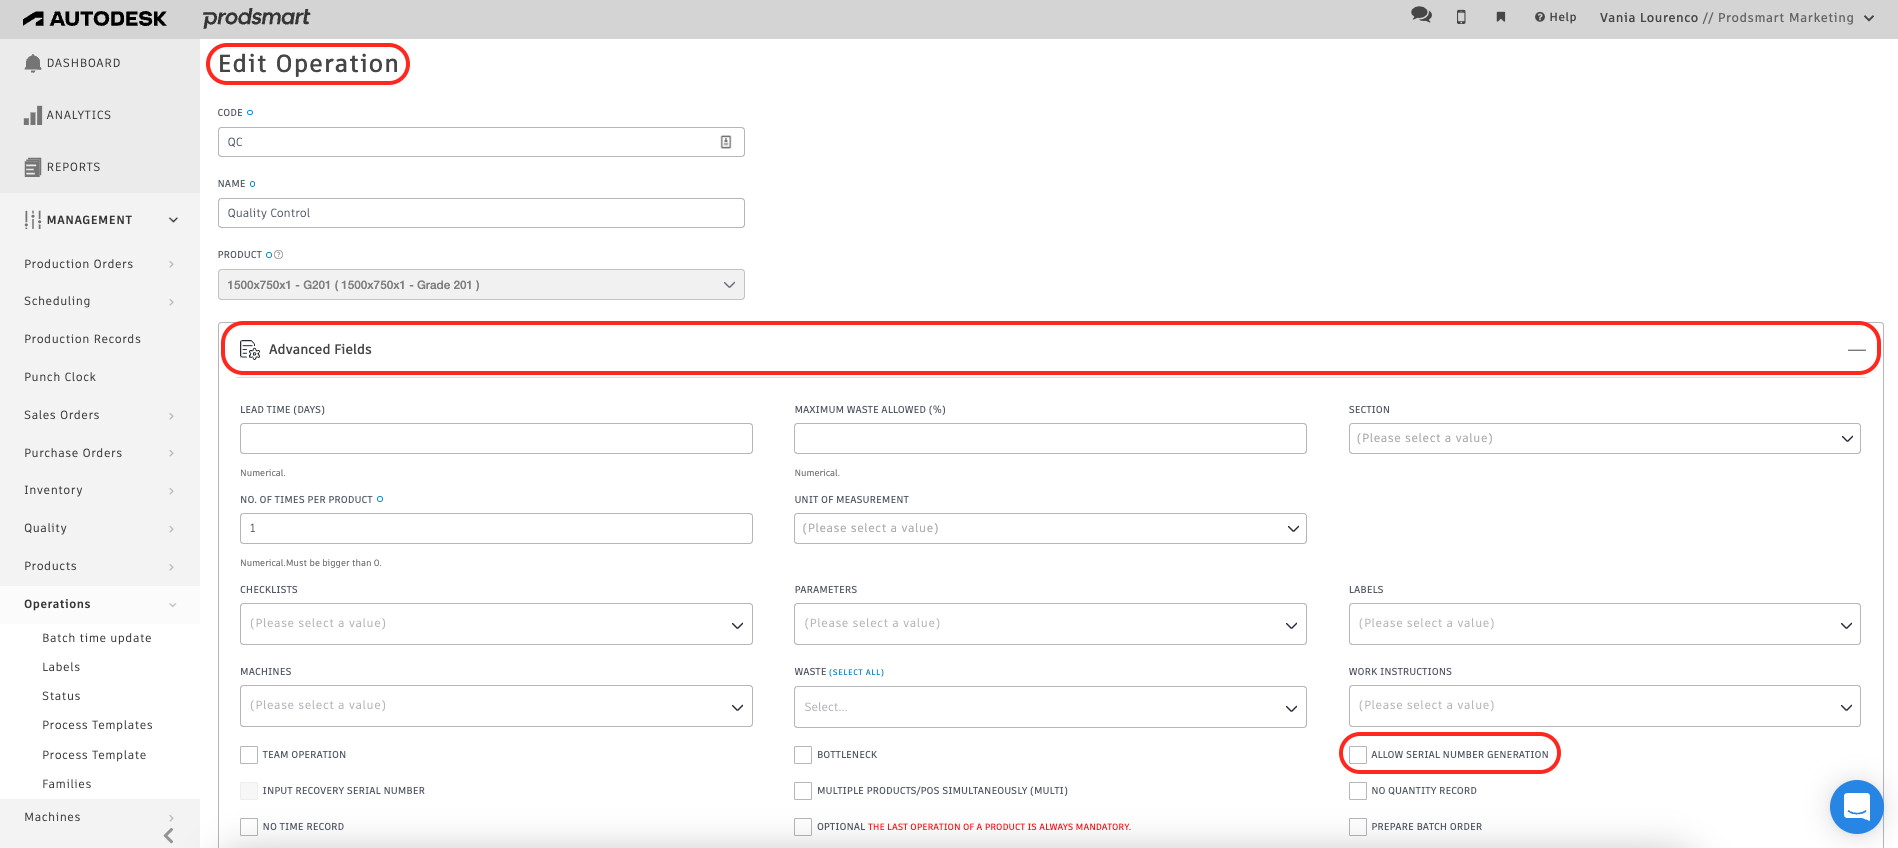 AUTODESK
prodsmart
Help
Vania Lourenco // Prodsmart Marketing
DASHBOARD
ANALYTICS
REPORTS
MANAGEMENT
Production Orders
Scheduling
Production Records
Punch Clock
Sales Orders
Purchase Orders
Inventory
Quality
Products
Operations
Batch time update
Labels
Status
Process Templates
Process Template
Families
Machines
Edit Operation
CODE
QC
NAME
Quality Control
PRODUCT
1500x750x1 - G201 ( 1500x750x1 - Grade 201 )
Advanced Fields
LEAD TIME (DAYS)
MAXIMUM WASTE ALLOWED (%)
SECTION
(Please select a value)
Numerical.
Numerical.
NO. OF TIMES PER PRODUCT
UNIT OF MEASUREMENT
1
(Please select a value)
Numerical.Must be bigger than 0.
CHECKLISTS
PARAMETERS
LABELS
(Please select a value)
(Please select a value)
(Please select a value)
MACHINES
WASTE (SELECT ALL)
WORK INSTRUCTIONS
(Please select a value)
Select...
(Please select a value)
TEAM OPERATION
BOTTLENECK
ALLOW SERIAL NUMBER GENERATION
INPUT RECOVERY SERIAL NUMBER
MULTIPLE PRODUCTS/POS SIMULTANEOUSLY (MULTI)
NO QUANTITY RECORD
NO TIME RECORD
OPTIONAL THE LAST OPERATION OF A PRODUCT IS ALWAYS MANDATORY.
PREPARE BATCH ORDER